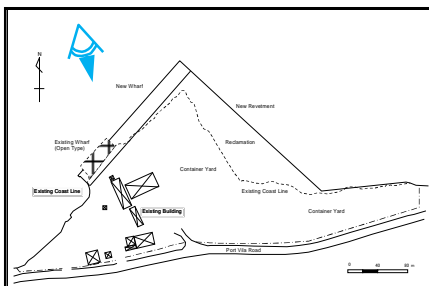 N
New Wharf
New Revetment
Existing Wharf
(Open Type)
Reclamation
Container Yard
Existing Coast Line
Existing Coast Line
Existing Building
Container Yard
Port Vila Road
0 40 80 m